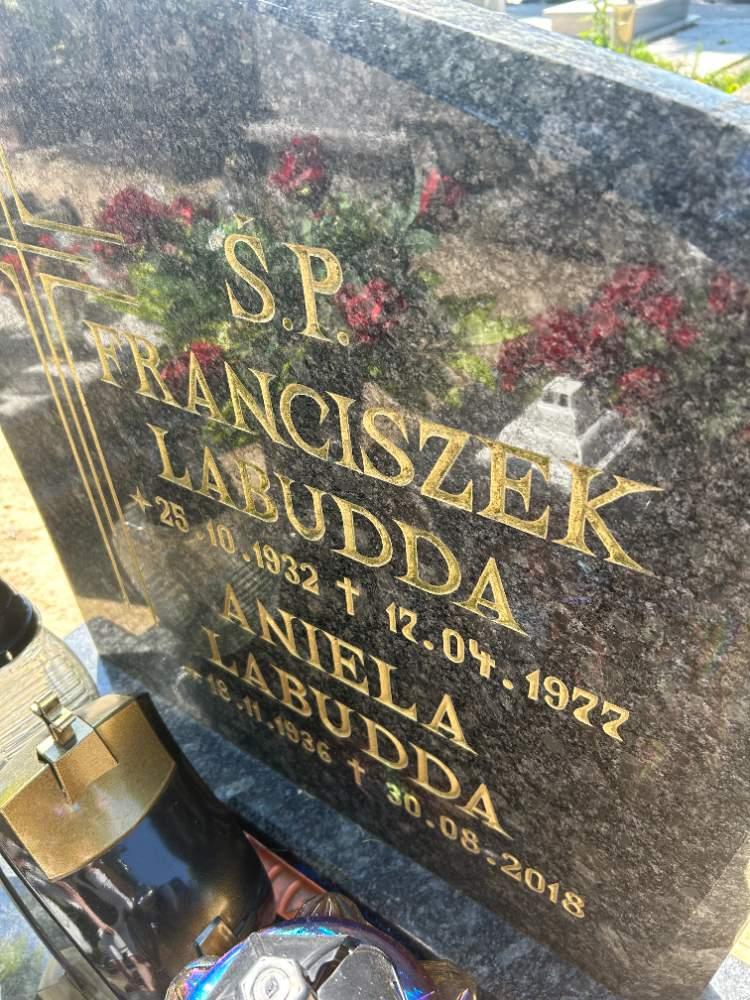 Ś.P.
FRANCISZEK
LABUDDA
* 25.10.1932 † 17.04.1977
ANIELA
LABUDDA
* 16.11.1936 † 30.08.2018